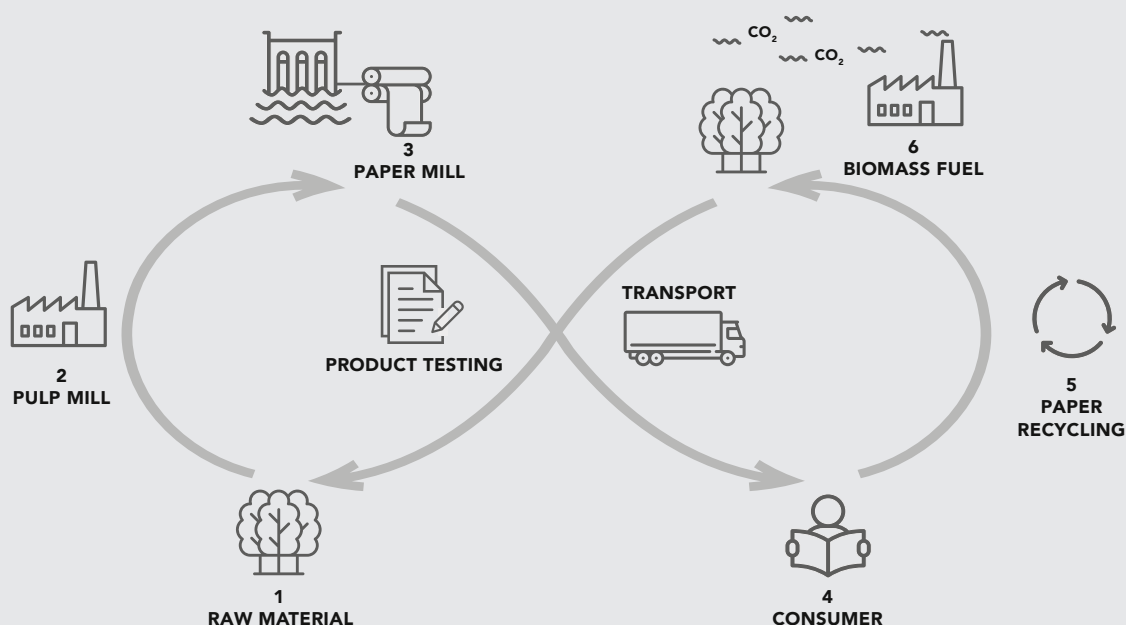 CO₂
CO₂
3
PAPER MILL
6
BIOMASS FUEL
TRANSPORT
PRODUCT TESTING
2
PULP MILL
5
PAPER
RECYCLING
1
RAW MATERIAL
4
CONSUMER